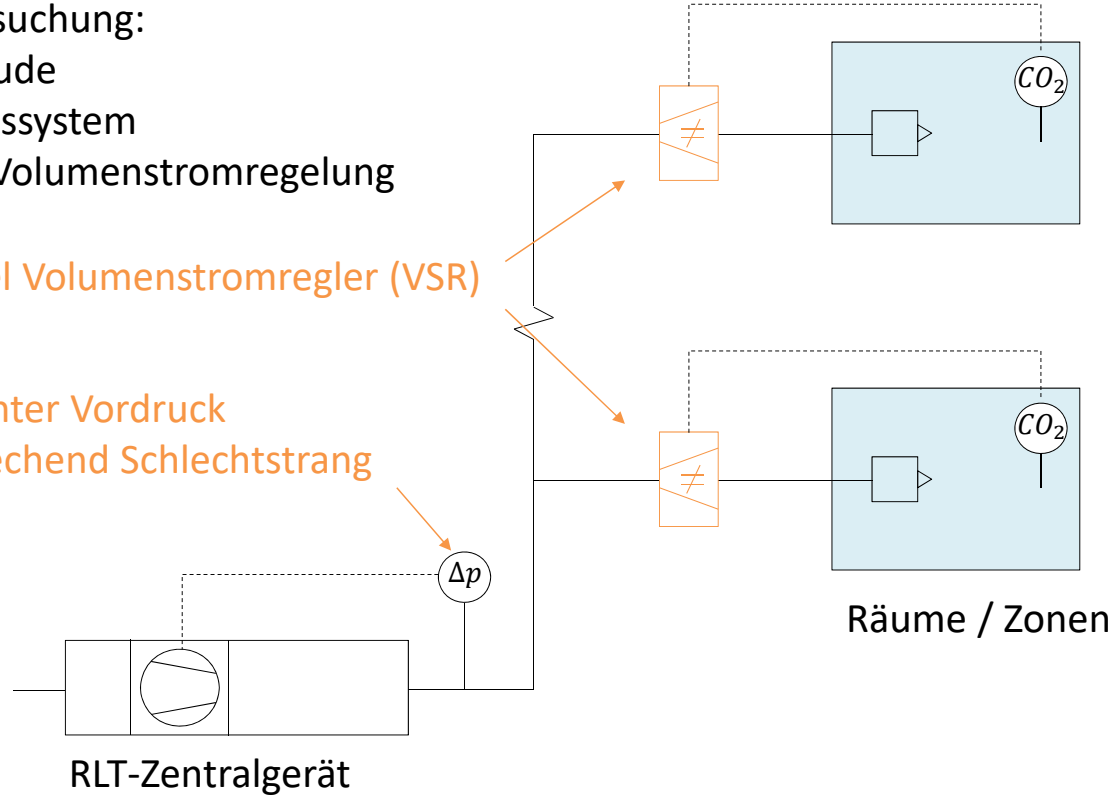 suchung:
ude
ssystem
Volumenstromregelung
l Volumenstromregler (VSR)
nter Vordruck
echend Schlechtstrang
CO₂
≠
CO₂
≠
Δp
Räume / Zonen
RLT-Zentralgerät